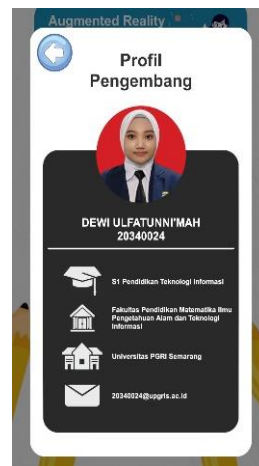 Augmented Reality
Profil
Pengembang
DEWI ULFATUNNI'MAH
20340024
S1 Pendidikan Teknologi Informasi
Fakultas Pendidikan Matematika Ilmu
Pengetahuan Alam dan Teknologi
Informasi
Universitas PGRI Semarang
20340024@upgris.ac.id